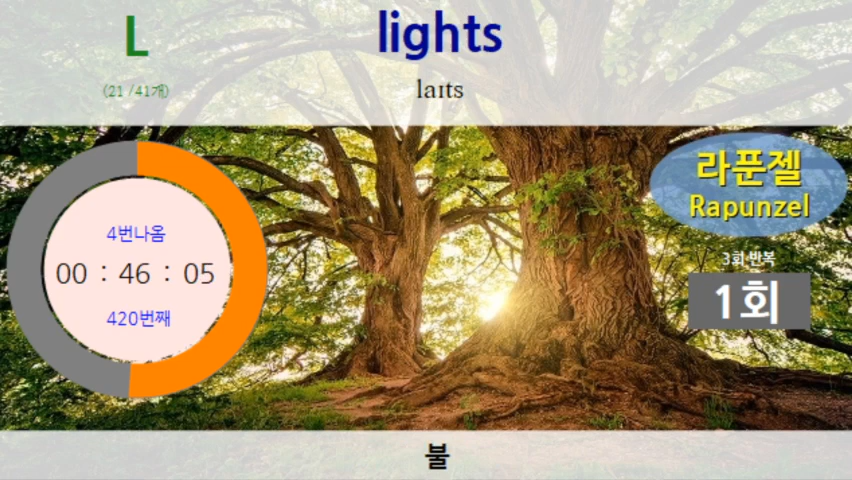 L
lights
(21 /41개)
laɪts
라푼젤
Rapunzel
4번나옴
00 : 46 : 05
420번째
3회 반복
1회
불